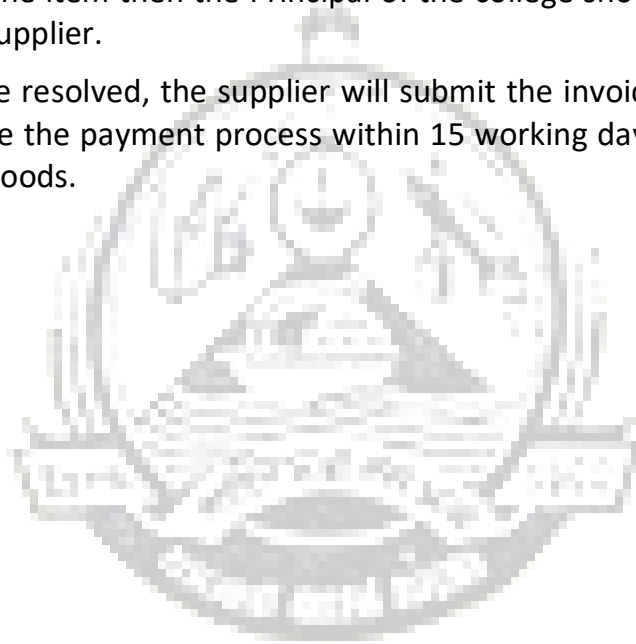 ne item then the Principal of the college sho
upplier.
e resolved, the supplier will submit the invoic
e the payment process within 15 working day
oods.